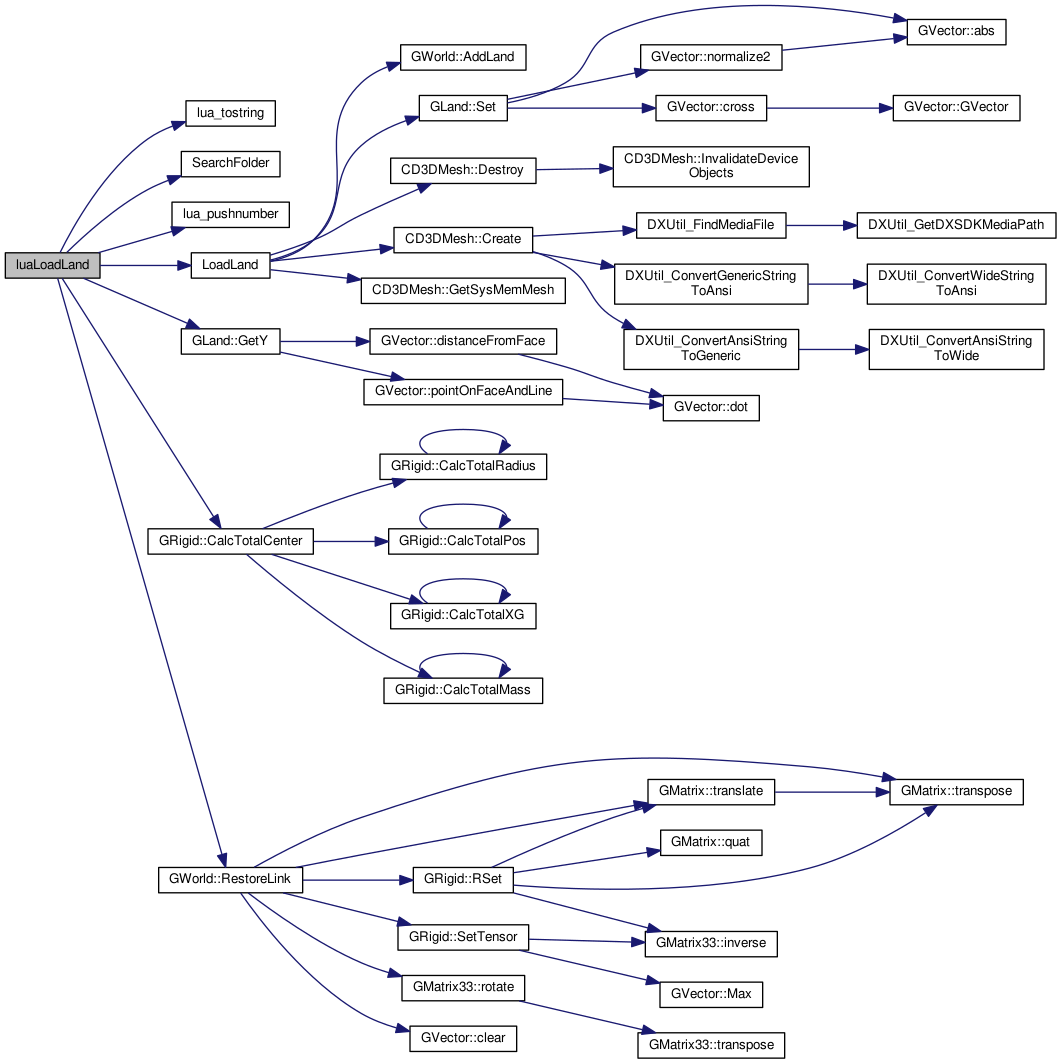 GVector::abs
GWorld::AddLand
GVector::normalize2
GLand::Set
GVector::cross
GVector::GVector
lua_tostring
SearchFolder
CD3DMesh::Destroy
CD3DMesh::InvalidateDevice
Objects
lua_pushnumber
CD3DMesh::Create
DXUtil_FindMediaFile
DXUtil_GetDXSDKMediaPath
luaLoadLand
LoadLand
CD3DMesh::GetSysMemMesh
DXUtil_ConvertGenericString
ToAnsi
DXUtil_ConvertWideString
ToAnsi
GLand::GetY
GVector::distanceFromFace
DXUtil_ConvertAnsiString
ToGeneric
DXUtil_ConvertAnsiString
ToWide
GVector::pointOnFaceAndLine
GVector::dot
GRigid::CalcTotalRadius
GRigid::CalcTotalCenter
GRigid::CalcTotalPos
GRigid::CalcTotalXG
GRigid::CalcTotalMass
GMatrix::translate
GMatrix::transpose
GMatrix::quat
GWorld::RestoreLink
GRigid::RSet
GRigid::SetTensor
GMatrix33::inverse
GMatrix33::rotate
GVector::Max
GVector::clear
GMatrix33::transpose